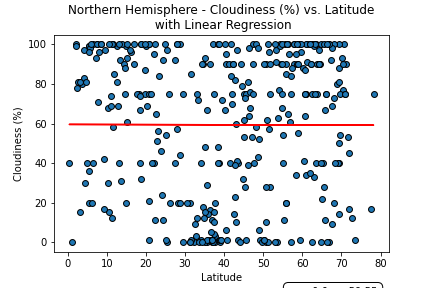 Northern Hemisphere - Cloudiness (%) vs. Latitude
with Linear Regression
100
80
60
40
20
0
Cloudiness (%)
0 10 20 30 40 50 60 70 80
Latitude